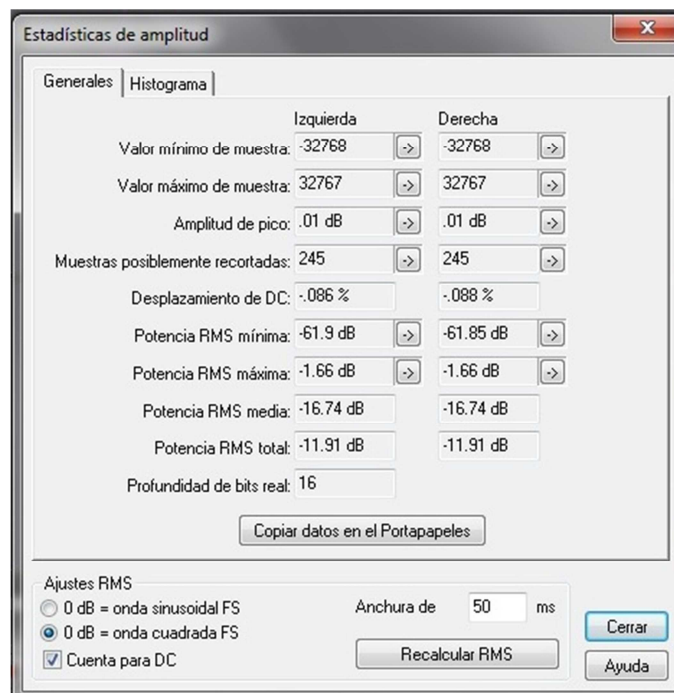 Estadísticas de amplitud
Generales Histograma
Izquierda Derecha
Valor mínimo de muestra: -32768 -> -32768 ->
Valor máximo de muestra: 32767 -> 32767 ->
Amplitud de pico: .01 dB -> .01 dB ->
Muestras posiblemente recortadas: 245 -> 245 ->
Desplazamiento de DC: -.086 % -.088 %
Potencia RMS mínima: -61.9 dB -> -61.85 dB ->
Potencia RMS máxima: -1.66 dB -> -1.66 dB ->
Potencia RMS media: -16.74 dB -16.74 dB
Potencia RMS total: -11.91 dB -11.91 dB
Profundidad de bits real: 16
Copiar datos en el Portapapeles
Ajustes RMS
0 dB = onda sinusoidal FS
0 dB = onda cuadrada FS
Cuenta para DC
Anchura de 50 ms
Recalcular RMS
Cerrar
Ayuda